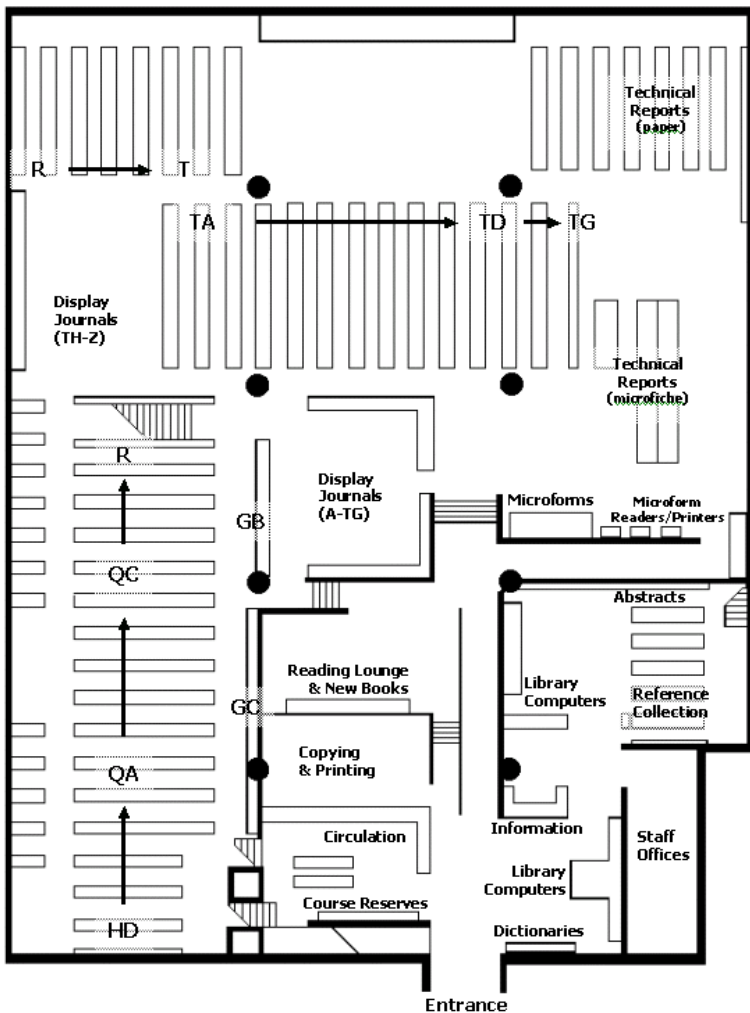 Technical
Reports
(paper)
R
T
TA
TD
TG
Display
Journals
(TH-Z)
Technical
Reports
(microfiche)
R
Display
Journals
(A-TG)
GB
Microforms
Microform
Readers/Printers
QC
Abstracts
Reading Lounge
& New Books
Library
Computers
Reference
Collection
GC
Copying
& Printing
QA
Circulation
Information
Staff
Offices
Library
Computers
Course Reserves
HD
Dictionaries
Entrance